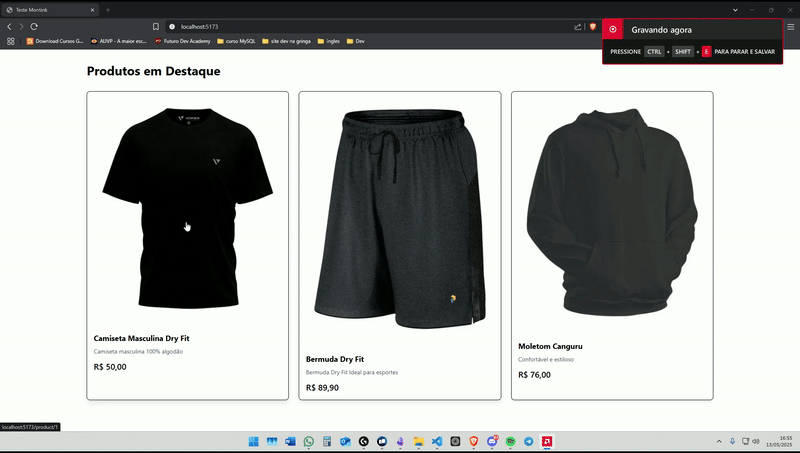 Teste Montink
localhost:5173
Download Cursos G...
AUVP - A maior esc...
Futuro Dev Academy
curso MySQL
site dev na gringa
ingles
Dev
Gravando agora
PRESSIONE CTRL + SHIFT + E PARA PARAR E SALVAR
Produtos em Destaque
Camiseta Masculina Dry Fit
Camiseta masculina 100% algodão
R$ 50,00
Bermuda Dry Fit
Bermuda Dry Fit Ideal para esportes
R$ 89,90
Moletom Canguru
Confortável e estiloso
R$ 76,00
localhost:5173/product/1
16:55
13/05/2025